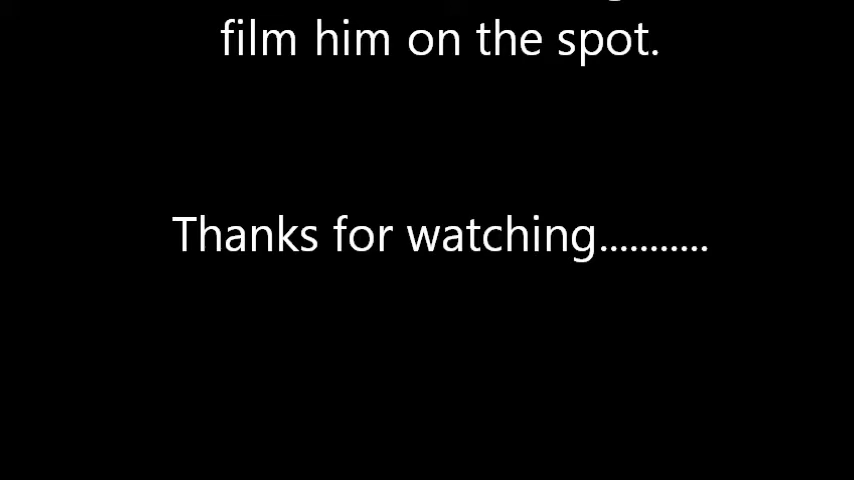 film him on the spot.
Thanks for watching...........